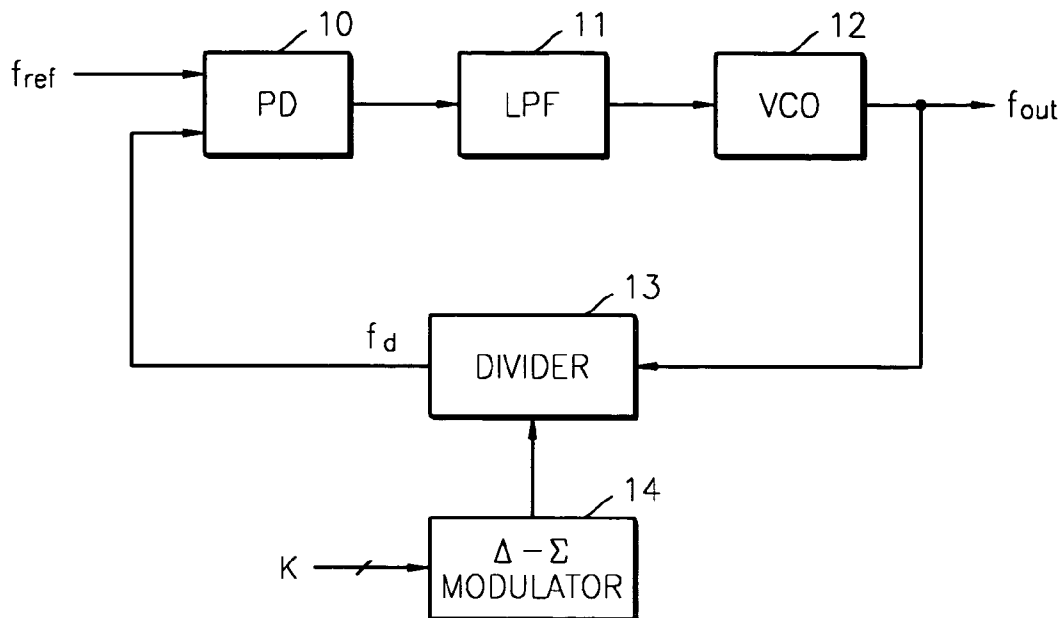 10
11
12
f_ref
PD
LPF
VCO
f_out
13
f_d
DIVIDER
14
K
Δ-Σ
MODULATOR